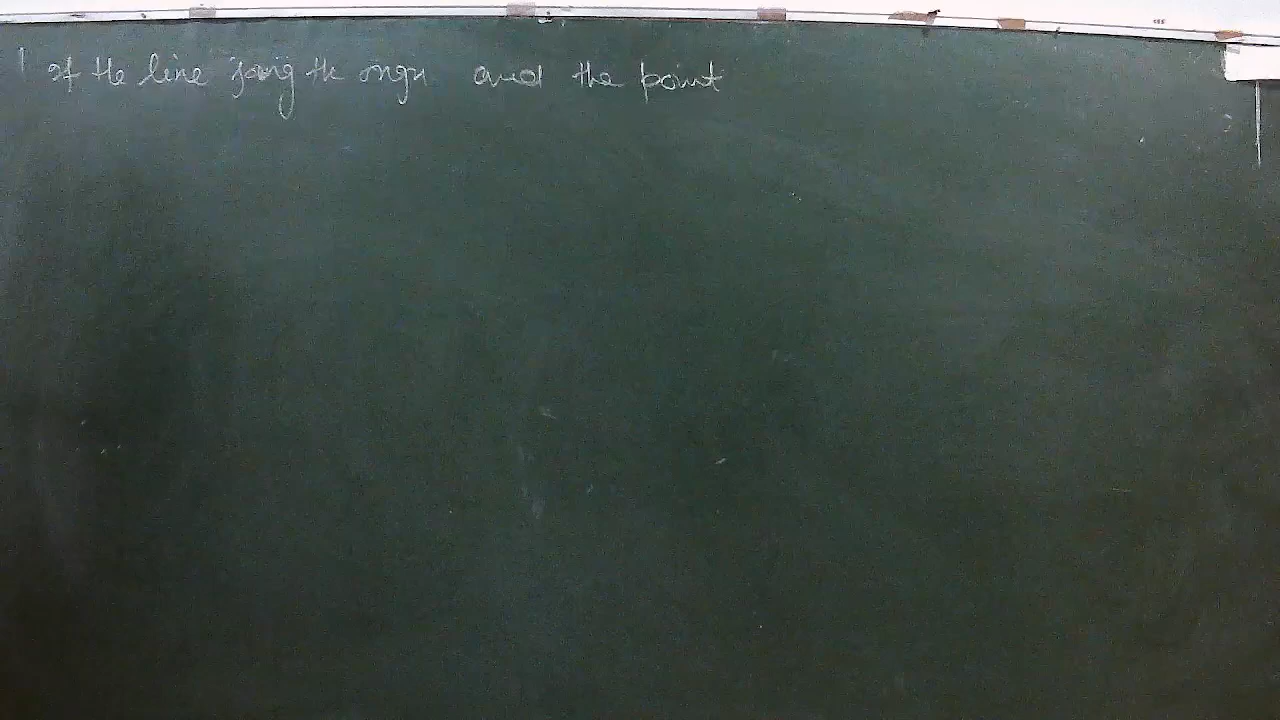 of the line joing the origin and the point